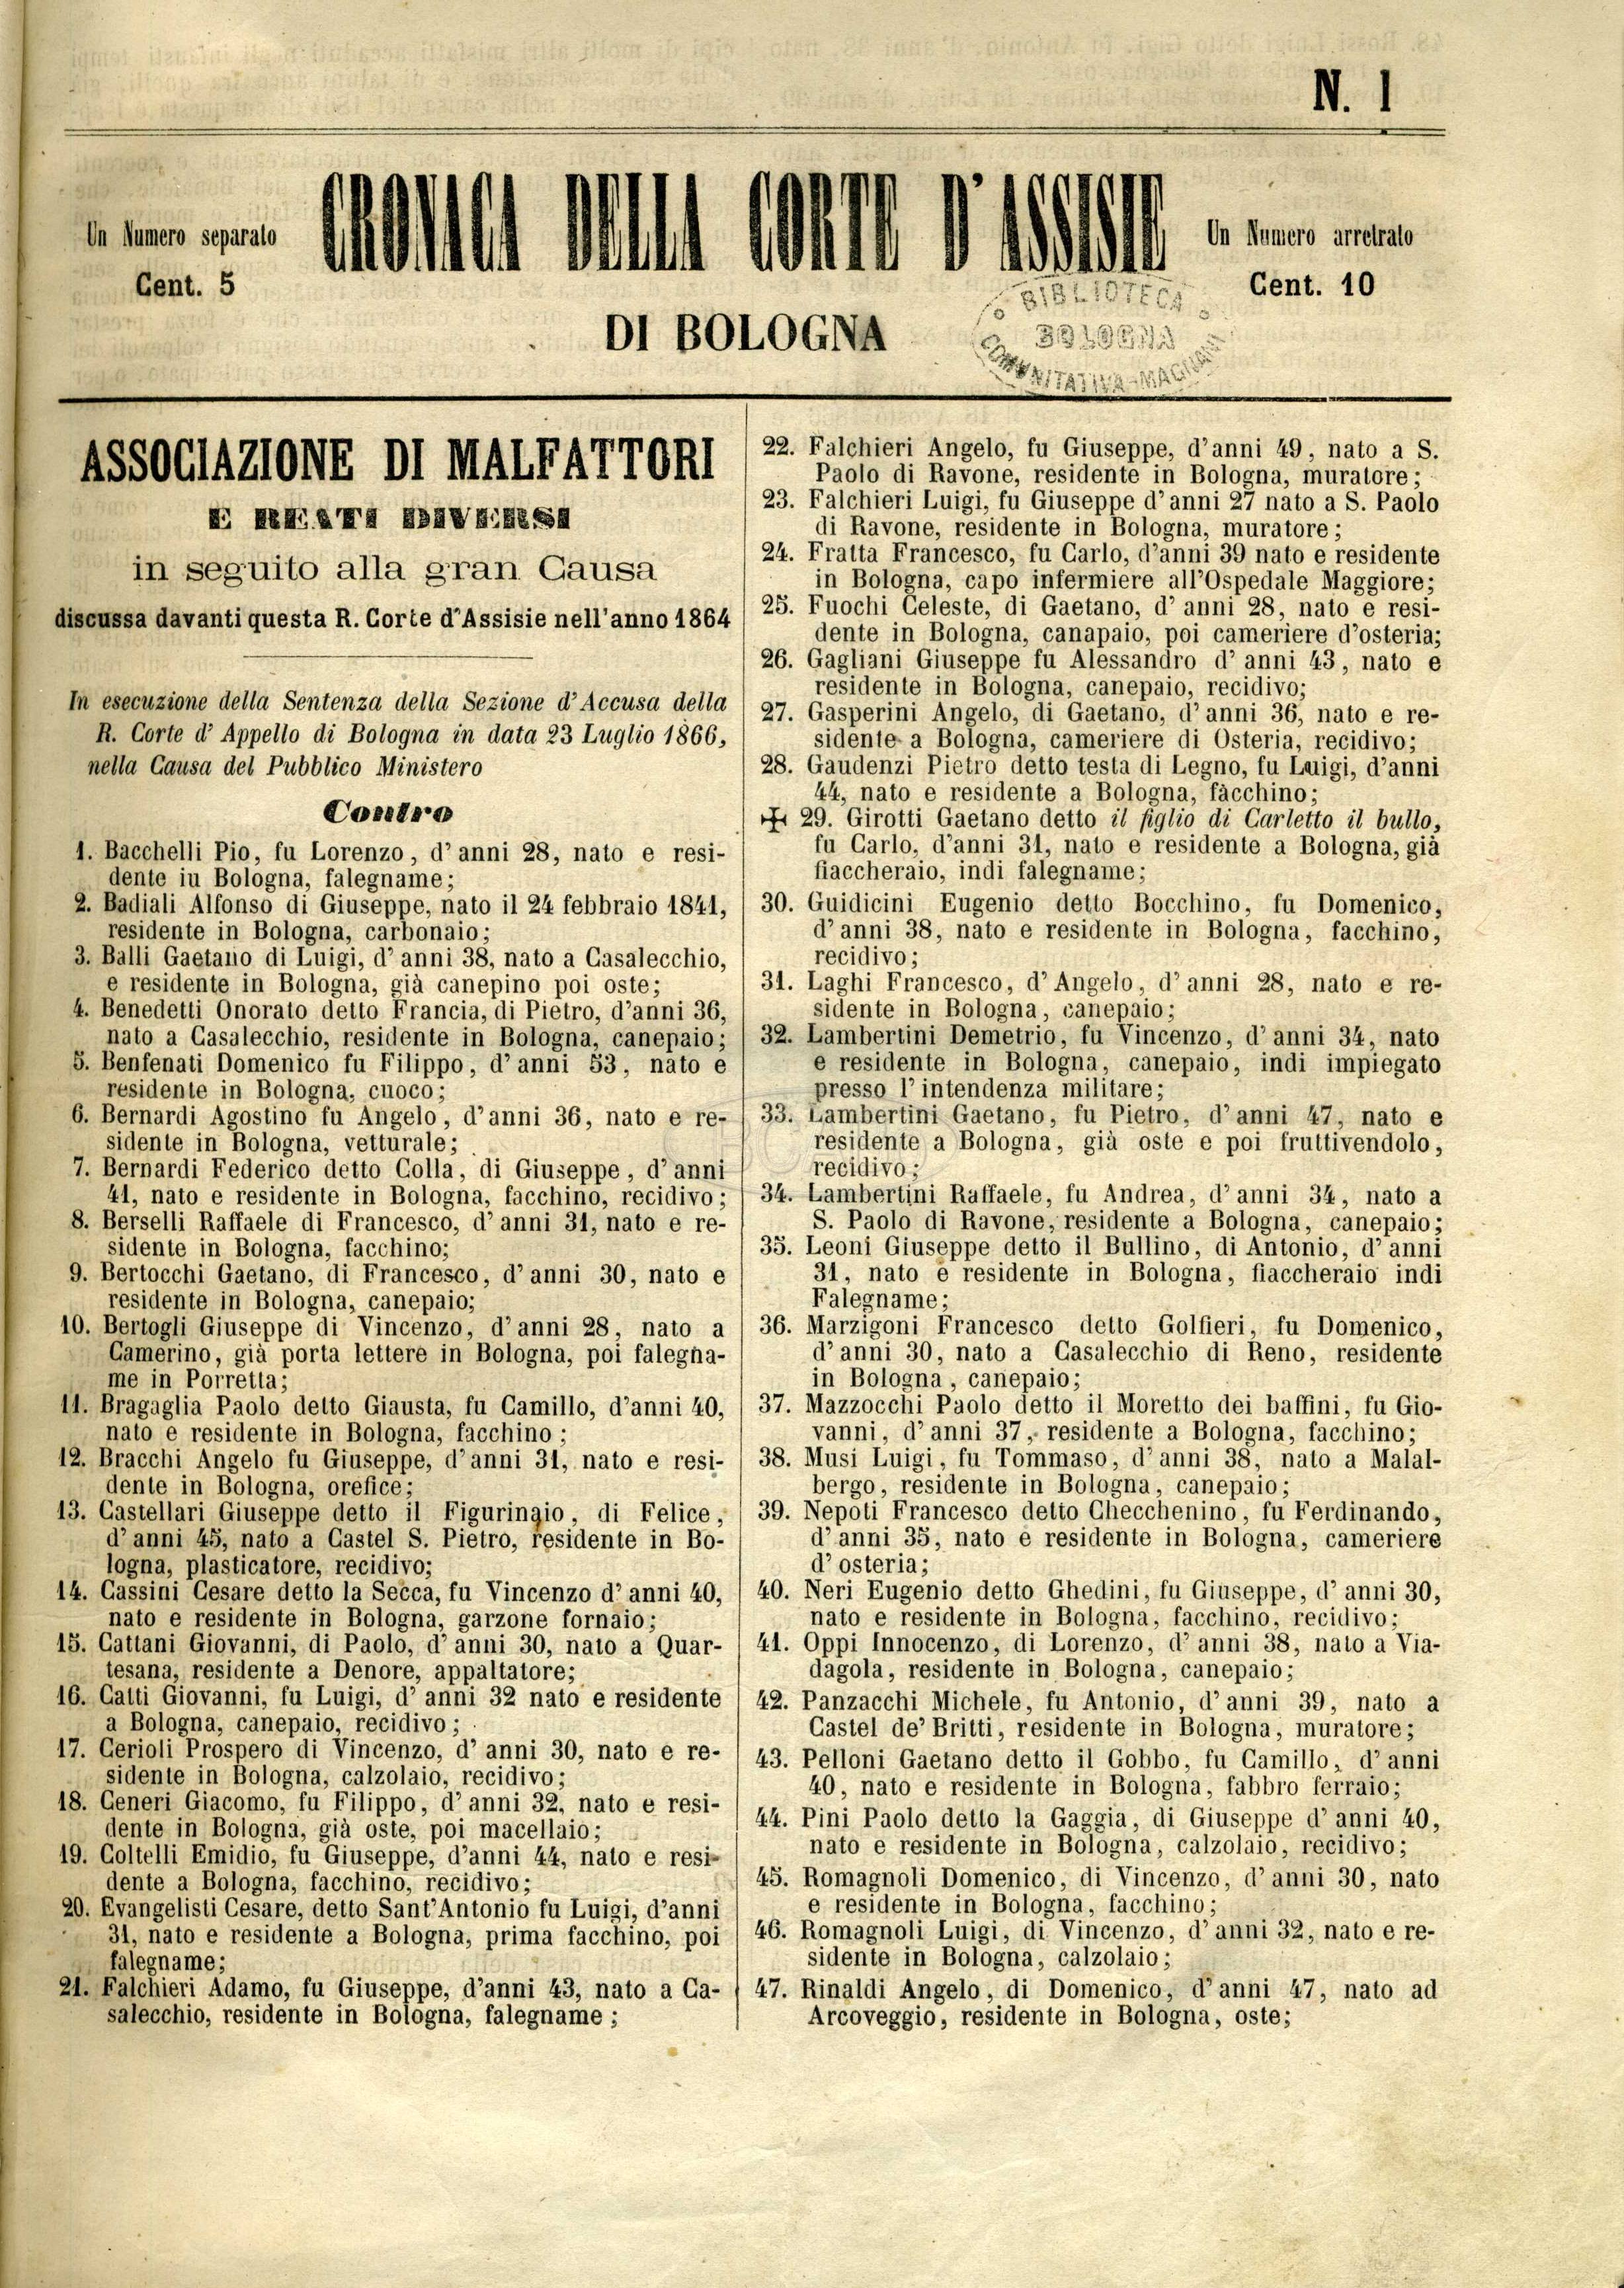 N. 1
Un Numero separato
Cent. 5
CRONACA DELLA CORTE D'ASSISIE
Un Numero arretrato
Cent. 10
DI BOLOGNA
BIBLIOTECA
BOLOGNA
ASSOCIAZIONE DI MALFATTORI
E REATI DIVERSI
in seguito alla gran Causa
discussa davanti questa R. Corte d'Assisie nell'anno 1864
In esecuzione della Sentenza della Sezione d'Accusa della
R. Corte d' Appello di Bologna in data 23 Luglio 1866,
nella Causa del Pubblico Ministero
Contro
1. Bacchelli Pio, fu Lorenzo, d' anni 28, nato e resi-
dente iu Bologna, falegname;
2. Badiali Alfonso di Giuseppe, nato il 24 febbraio 1841,
residente in Bologna, carbonaio;
3. Balli Gaetano di Luigi, d' anni 38, nato a Casalecchio,
e residente in Bologna, già canepino poi oste;
4. Benedetti Onorato detto Francia, di Pietro, d'anni 36,
nato a Casalecchio, residente in Bologna, canepaio;
5. Benfenati Domenico fu Filippo, d' anni 53, nato e
residente in Bologna, cuoco;
6. Bernardi Agostino fu Angelo, d'anni 36, nato e re-
sidente in Bologna, vetturale;
7. Bernardi Federico detto Colla, di Giuseppe, d' anni
41, nato e residente in Bologna, facchino, recidivo;
8. Berselli Raffaele di Francesco, d' anni 31, nato e re-
sidente in Bologna, facchino;
9. Bertocchi Gaetano, di Francesco, d' anni 30, nato e
residente in Bologna, canepaio;
10. Bertogli Giuseppe di Vincenzo, d' anni 28, nato a
Camerino, già porta lettere in Bologna, poi falegna-
me in Porretta;
11. Bragaglia Paolo detto Giausta, fu Camillo, d'anni 40,
nato e residente in Bologna, facchino;
12. Bracchi Angelo fu Giuseppe, d'anni 31, nato e resi-
dente in Bologna, orefice;
13. Castellari Giuseppe detto il Figurinaio, di Felice,
d' anni 45, nato a Castel S. Pietro, residente in Bo-
logna, plasticatore, recidivo;
14. Cassini Cesare detto la Secca, fu Vincenzo d' anni 40,
nato e residente in Bologna, garzone fornaio;
15. Cattani Giovanni, di Paolo, d' anni 30, nato a Quar-
tesana, residente a Denore, appaltatore;
16. Catti Giovanni, fu Luigi, d' anni 32 nato e residente
a Bologna, canepaio, recidivo;
17. Cerioli Prospero di Vincenzo, d' anni 30, nato e re-
sidente in Bologna, calzolaio, recidivo;
18. Ceneri Giacomo, fu Filippo, d' anni 32, nato e resi-
dente in Bologna, già oste, poi macellaio;
19. Coltelli Emidio, fu Giuseppe, d'anni 44, nato e resi-
dente a Bologna, facchino, recidivo;
20. Evangelisti Cesare, detto Sant'Antonio fu Luigi, d'anni
31, nato e residente a Bologna, prima facchino, poi
falegname;
21. Falchieri Adamo, fu Giuseppe, d'anni 43, nato a Ca-
salecchio, residente in Bologna, falegname;
22. Falchieri Angelo, fu Giuseppe, d'anni 49, nato a S.
Paolo di Ravone, residente in Bologna, muratore;
23. Falchieri Luigi, fu Giuseppe d' anni 27 nato a S. Paolo
di Ravone, residente in Bologna, muratore;
24. Fratta Francesco, fu Carlo, d'anni 39 nato e residente
in Bologna, capo infermiere all'Ospedale Maggiore;
25. Fuochi Celeste, di Gaetano, d' anni 28, nato e resi-
dente in Bologna, canapaio, poi cameriere d'osteria;
26. Gagliani Giuseppe fu Alessandro d' anni 43, nato e
residente in Bologna, canepaio, recidivo;
27. Gasperini Angelo, di Gaetano, d' anni 36, nato e re-
sidente a Bologna, cameriere di Osteria, recidivo;
28. Gaudenzi Pietro detto testa di Legno, fu Luigi, d'anni
44, nato e residente a Bologna, facchino;
29. Girotti Gaetano detto il figlio di Carletto il bullo,
fu Carlo, d'anni 31, nato e residente a Bologna, già
fiaccheraio, indi falegname;
30. Guidicini Eugenio detto Bocchino, fu Domenico,
d' anni 38, nato e residente in Bologna, facchino,
recidivo;
31. Laghi Francesco, d' Angelo, d' anni 28, nato e re-
sidente in Bologna, canepaio;
32. Lambertini Demetrio, fu Vincenzo, d' anni 34, nato
e residente in Bologna, canepaio, indi impiegato
presso l' intendenza militare;
33. Lambertini Gaetano, fu Pietro, d' anni 47, nato e
residente a Bologna, già oste e poi fruttivendolo,
recidivo;
34. Lambertini Raffaele, fu Andrea, d' anni 34, nato a
S. Paolo di Ravone, residente a Bologna, canepaio;
35. Leoni Giuseppe detto il Bullino, di Antonio, d' anni
31, nato e residente in Bologna, fiaccheraio indi
Falegname;
36. Marzigoni Francesco detto Golfieri, fu Domenico,
d' anni 30, nato a Casalecchio di Reno, residente
in Bologna, canepaio;
37. Mazzocchi Paolo detto il Moretto dei baffini, fu Gio-
vanni, d' anni 37, residente a Bologna, facchino;
38. Musi Luigi, fu Tommaso, d' anni 38, nato a Malal-
bergo, residente in Bologna, canepaio;
39. Nepoti Francesco detto Checchenino, fu Ferdinando,
d' anni 35, nato e residente in Bologna, cameriere
d' osteria;
40. Neri Eugenio detto Ghedini, fu Giuseppe, d' anni 30,
nato e residente in Bologna, facchino, recidivo;
41. Oppi Innocenzo, di Lorenzo, d' anni 38, nato a Via-
dagola, residente in Bologna, canepaio;
42. Panzacchi Michele, fu Antonio, d' anni 39, nato a
Castel de' Britti, residente in Bologna, muratore;
43. Pelloni Gaetano detto il Gobbo, fu Camillo, d' anni
40, nato e residente in Bologna, fabbro ferraio;
44. Pini Paolo detto la Gaggia, di Giuseppe d' anni 40,
nato e residente in Bologna, calzolaio, recidivo;
45. Romagnoli Domenico, di Vincenzo, d' anni 30, nato
e residente in Bologna, facchino;
46. Romagnoli Luigi, di Vincenzo, d' anni 32, nato e re-
sidente in Bologna, calzolaio;
47. Rinaldi Angelo, di Domenico, d' anni 47, nato ad
Arcoveggio, residente in Bologna, oste;